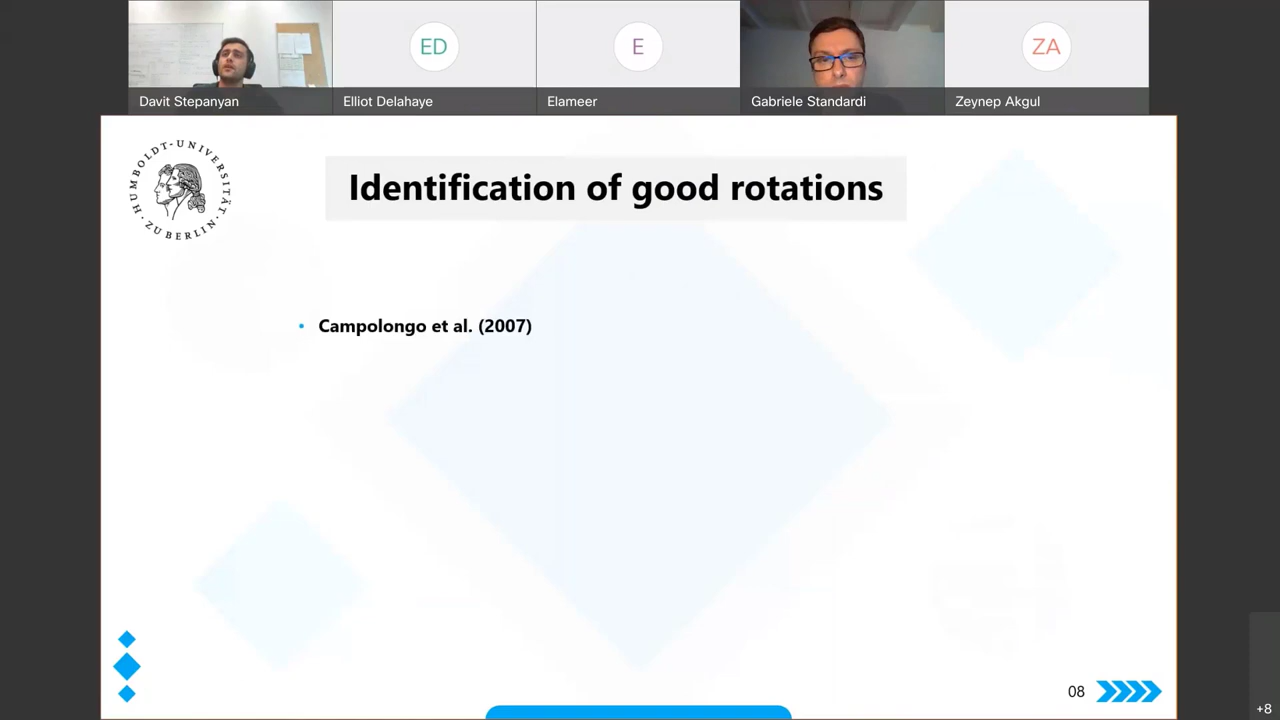 ED
E
ZA
Davit Stepanyan
Elliot Delahaye
Elameer
Gabriele Standardi
Zeynep Akgul
HUMBOLDT-UNIVERSITÄT
ZU BERLIN
Identification of good rotations
• Campolongo et al. (2007)
08
+8